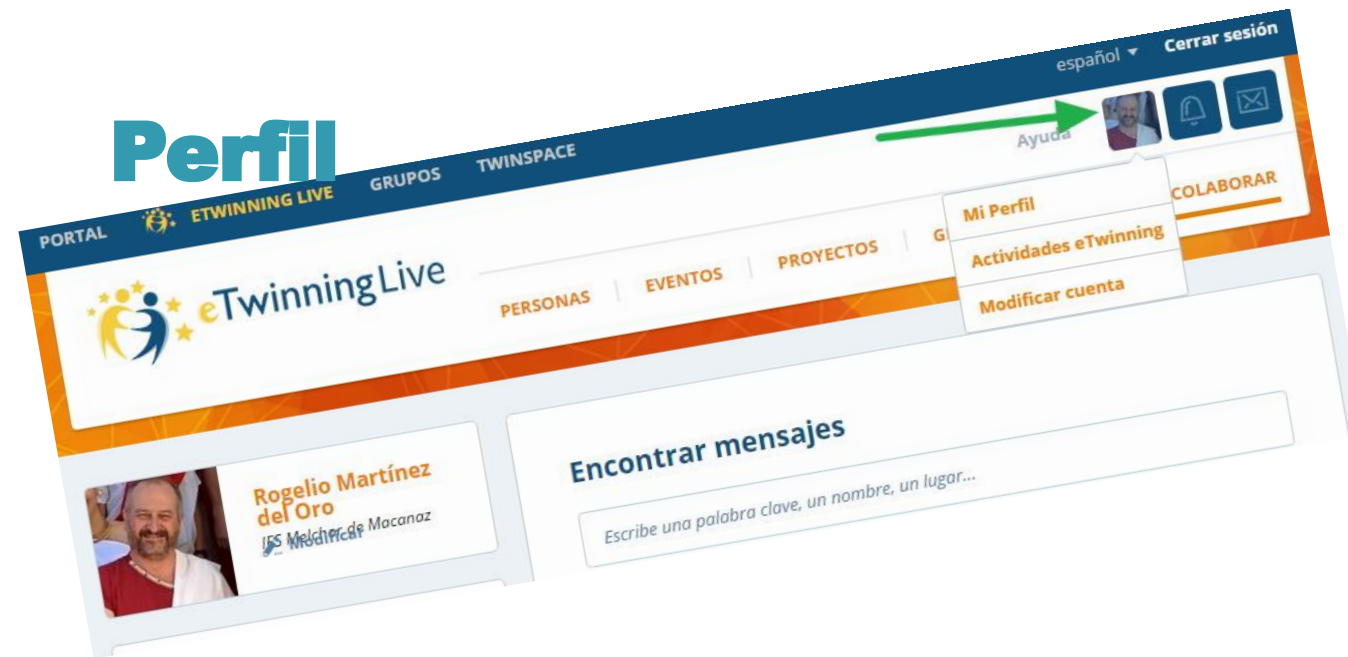 Perfil
español
Cerrar sesión
PORTAL
ETWINNING LIVE
GRUPOS
TWINSPACE
Ayuda
eTwinning Live
PERSONAS
EVENTOS
PROYECTOS
G
COLABORAR
Mi Perfil
Actividades eTwinning
Modificar cuenta
Rogelio Martínez
del Oro
IES Melchor de Macanaz
Modificar
Encontrar mensajes
Escribe una palabra clave, un nombre, un lugar...